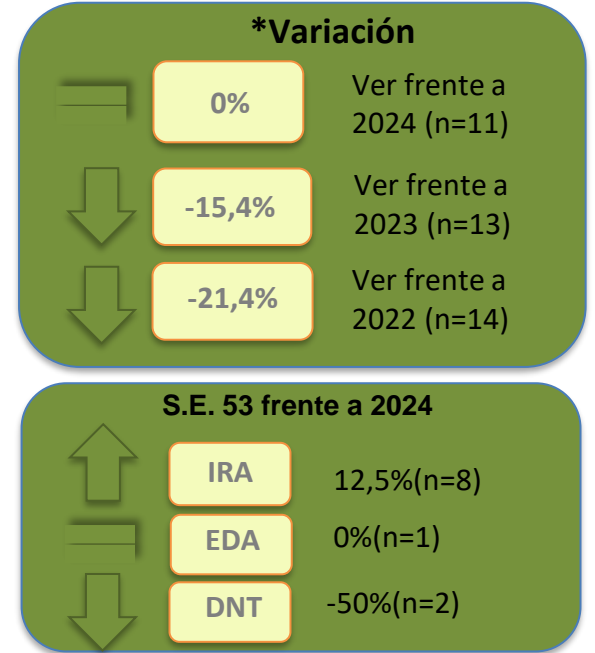 *Variación
0%
Ver frente a
2024 (n=11)
-15,4%
Ver frente a
2023 (n=13)
-21,4%
Ver frente a
2022 (n=14)
S.E. 53 frente a 2024
IRA
12,5%(n=8)
EDA
0%(n=1)
DNT
-50%(n=2)